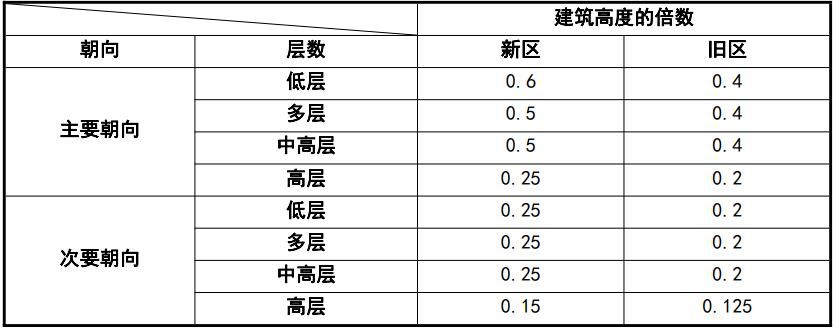 建筑高度的倍数
朝向 层数 新区 旧区
主要朝向 低层 0.6 0.4
多层 0.5 0.4
中高层 0.5 0.4
高层 0.25 0.2
次要朝向 低层 0.25 0.2
多层 0.25 0.2
中高层 0.25 0.2
高层 0.15 0.125